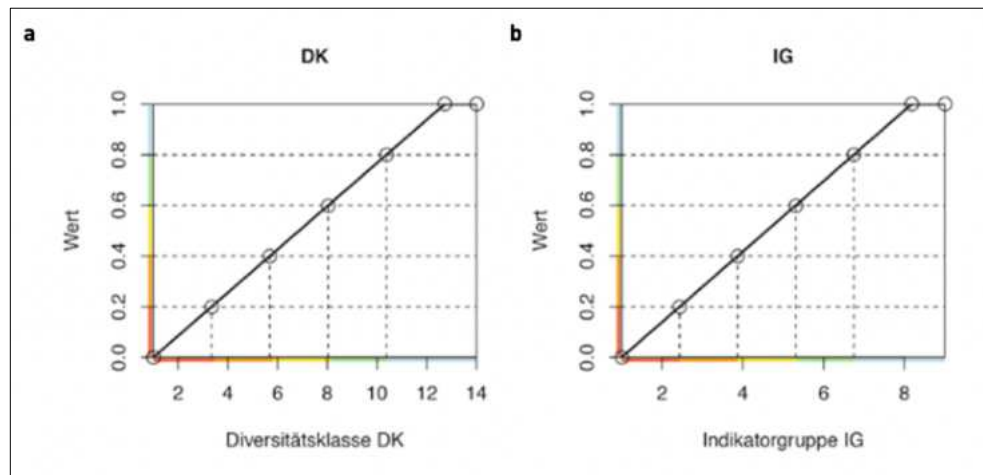 a
DK
Wert
0.0 0.2 0.4 0.6 0.8 1.0
2 4 6 8 10 12 14
Diversitätsklasse DK
b
IG
Wert
0.0 0.2 0.4 0.6 0.8 1.0
2 4 6 8
Indikatorgruppe IG